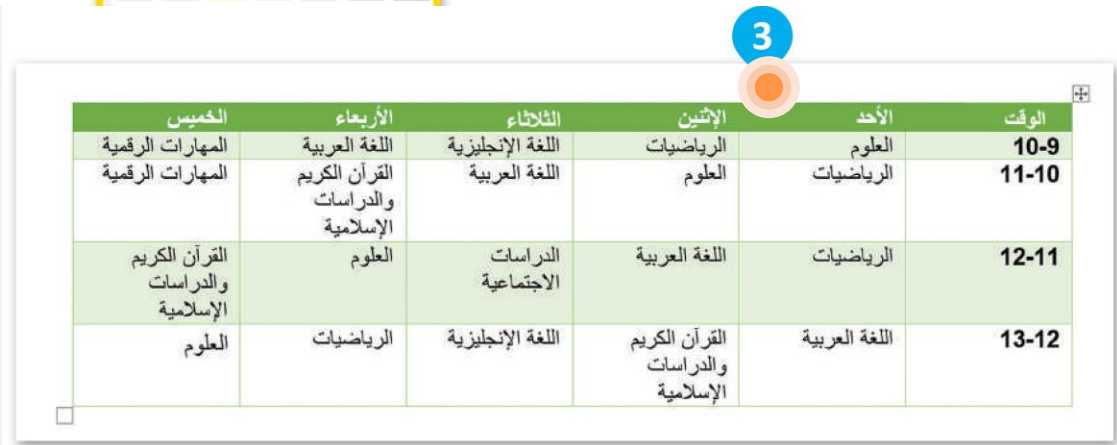 3
الوقت الأحد الإثنين الثلاثاء الأربعاء الخميس
10-9 العلوم الرياضيات اللغة الإنجليزية اللغة العربية المهارات الرقمية
11-10 الرياضيات العلوم اللغة العربية القرآن الكريم المهارات الرقمية
والدراسات
الإسلامية
12-11 الرياضيات اللغة العربية الدراسات العلوم القرآن الكريم
الاجتماعية والدراسات
الإسلامية
13-12 اللغة العربية القرآن الكريم اللغة الإنجليزية الرياضيات العلوم
والدراسات
الإسلامية